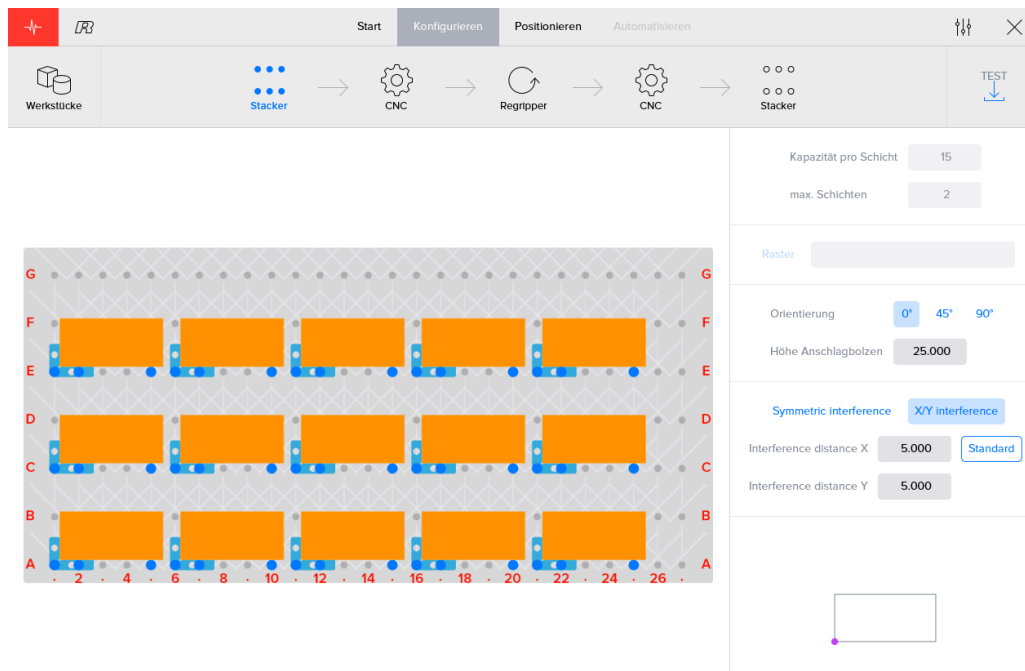 R
Start Konfigurieren Positionieren Automatisieren
Werkstücke Stacker CNC Regripper CNC Stacker TEST
Kapazität pro Schicht 15
max. Schichten 2
Raster
Orientierung 0° 45° 90°
Höhe Anschlagbolzen 25.000
Symmetric interference X/Y interference
Interference distance X 5.000 Standard
Interference distance Y 5.000
G G
F F
E E
D D
C C
B B
A A
· 2 · 4 · 6 · 8 · 10 · 12 · 14 · 16 · 18 · 20 · 22 · 24 · 26 ·